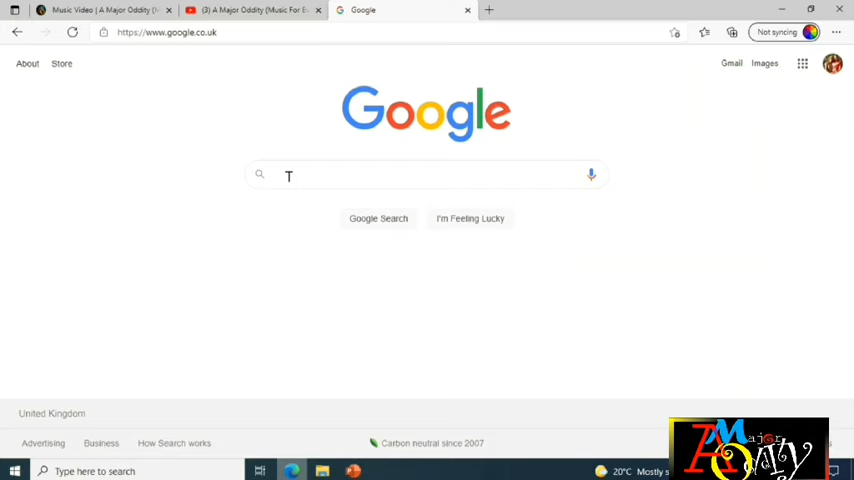 Music Video | A Major Oddity (M
(3) A Major Oddity (Music For E
Google
https://www.google.co.uk
Not syncing
About
Store
Gmail
Images
Google
T
Google Search
I'm Feeling Lucky
United Kingdom
Advertising
Business
How Search works
Carbon neutral since 2007
A Major Oddity
Type here to search
20°C Mostly s